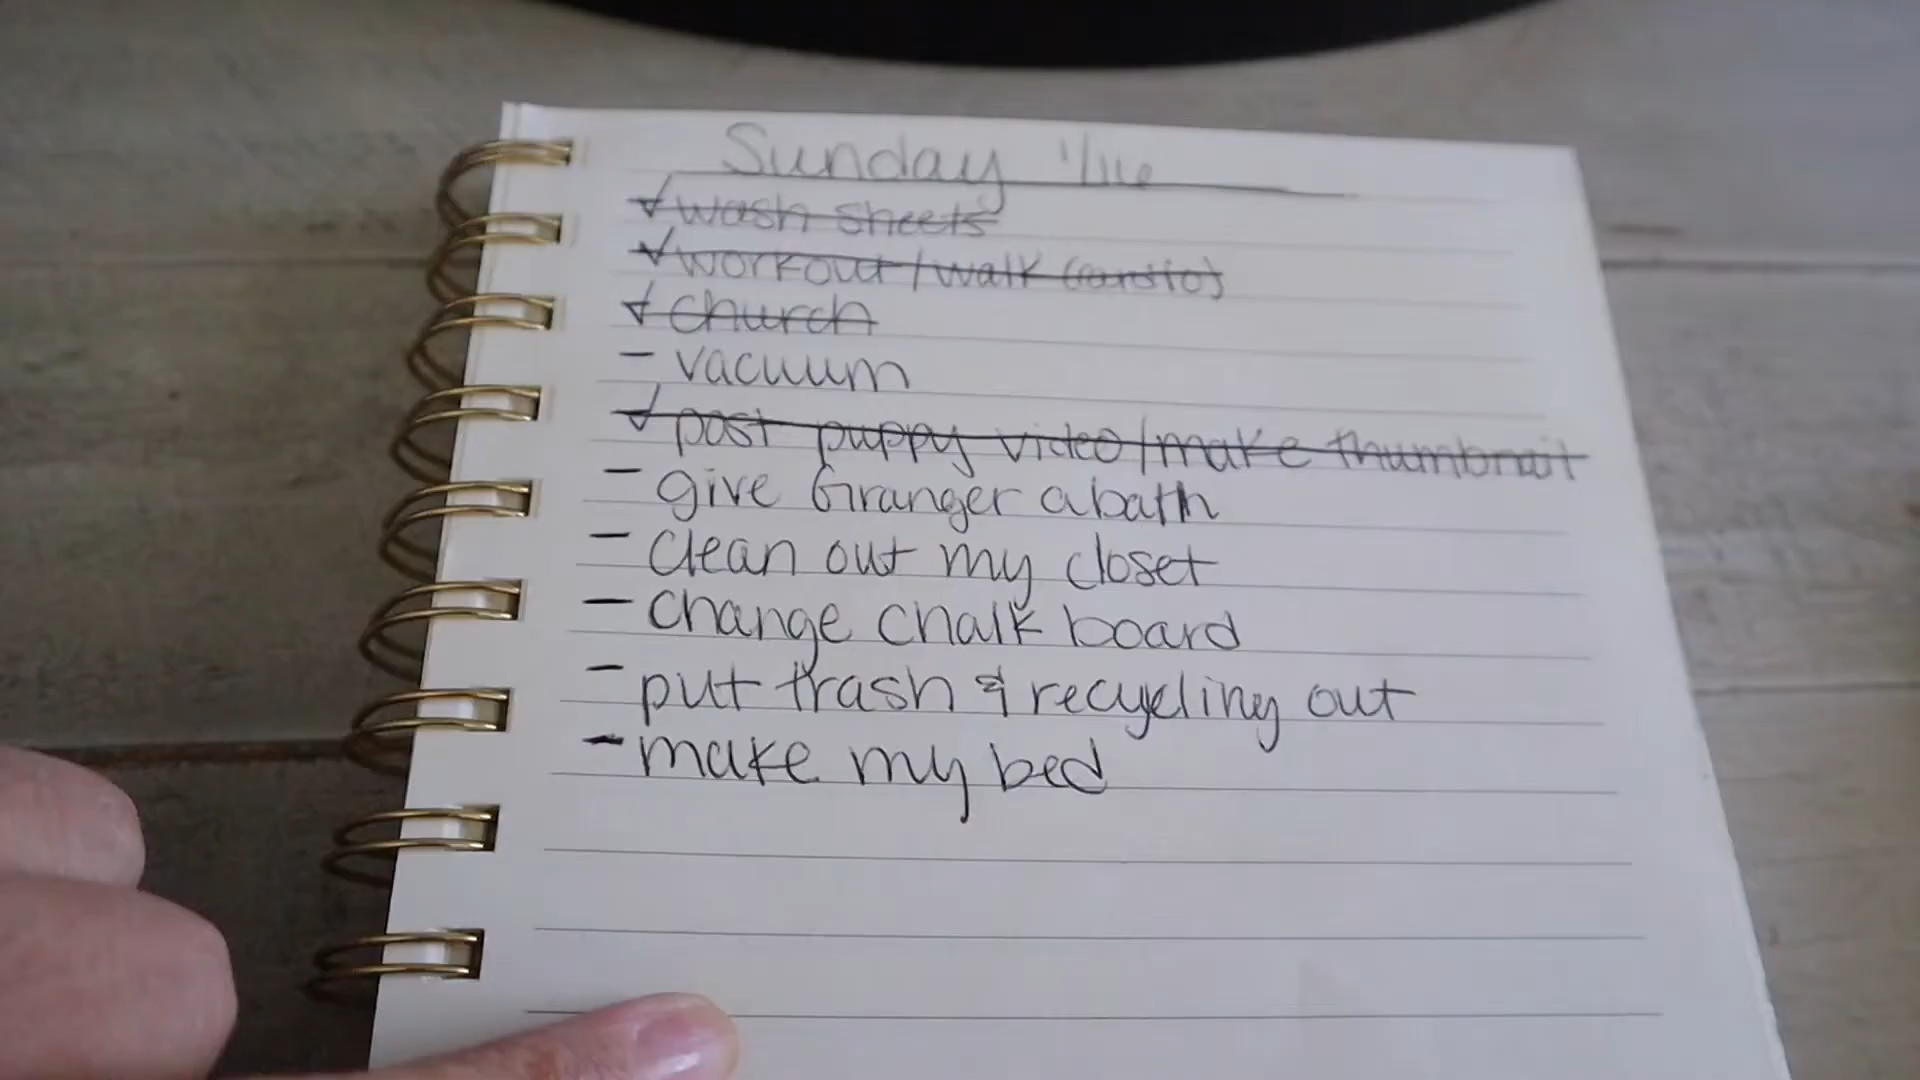 Sunday 1/16
wash sheets
workout/walk (cardio)
church
- vacuum
post puppy video/make thumbnail
- give Granger a bath
- clean out my closet
- change chalk board
- put trash & recycling out
- make my bed